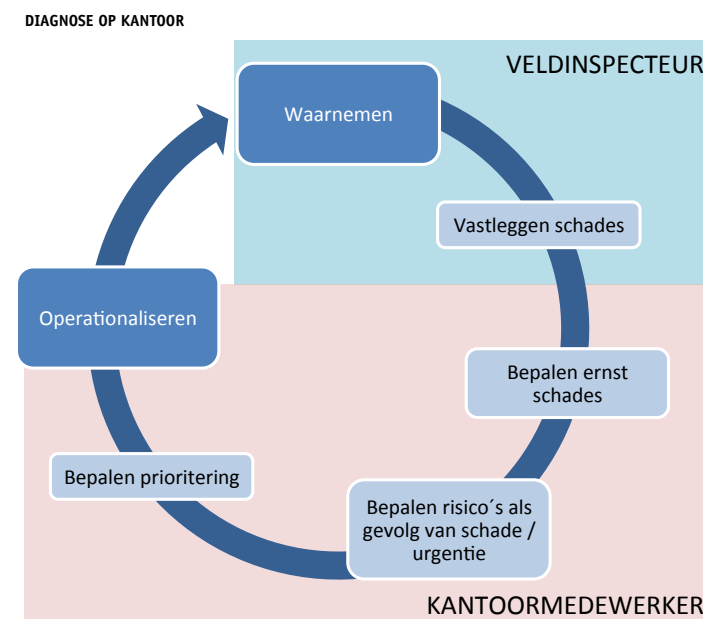 DIAGNOSE OP KANTOOR
VELDINSPECTEUR
Waarnemen
Vastleggen schades
Bepalen ernst
schades
Bepalen risico´s als
gevolg van schade /
urgentie
Bepalen prioritering
Operationaliseren
KANTOORMEDEWERKER